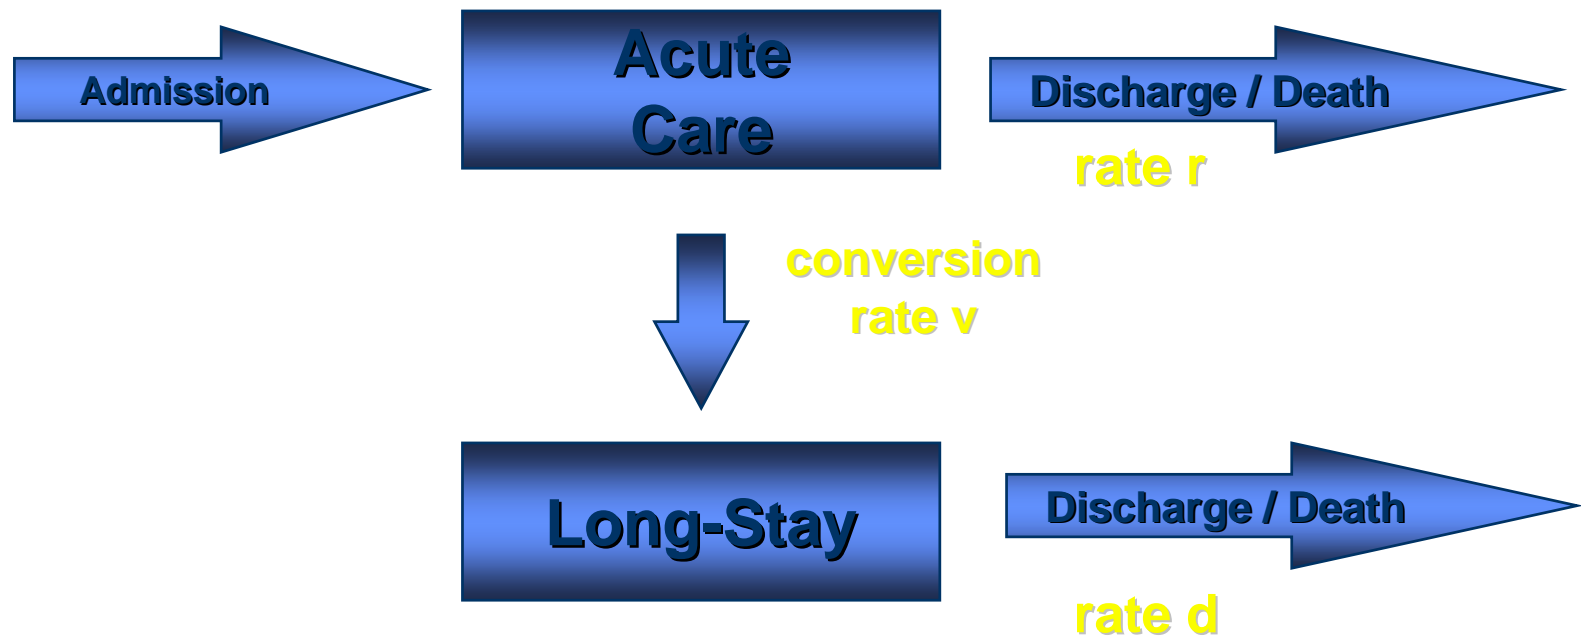 Admission
Acute
Care
Discharge / Death
rate r
conversion
rate v
Long-Stay
Discharge / Death
rate d